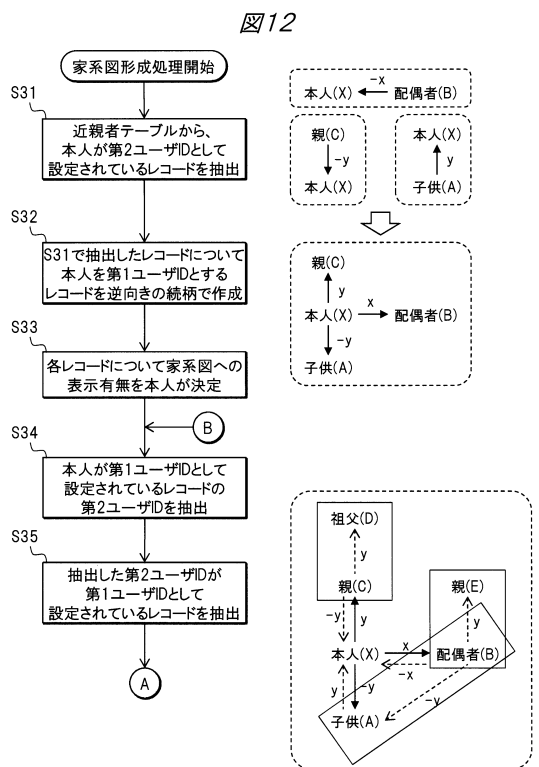 図12
家系図形成処理開始
S31
近親者テーブルから、
本人が第2ユーザIDとして
設定されているレコードを抽出
S32
S31で抽出したレコードについて
本人を第1ユーザIDとする
レコードを逆向きの続柄で作成
S33
各レコードについて家系図への
表示有無を本人が決定
B
S34
本人が第1ユーザIDとして
設定されているレコードの
第2ユーザIDを抽出
S35
抽出した第2ユーザIDが
第1ユーザIDとして
設定されているレコードを抽出
A
-x
本人(X) 配偶者(B)
親(C)
-y
本人(X)
本人(X)
y
子供(A)
親(C)
y
x
本人(X) 配偶者(B)
-y
子供(A)
祖父(D)
y
親(C)
親(E)
-y y
y
x
本人(X) 配偶者(B)
-x
y -y
-y
子供(A)